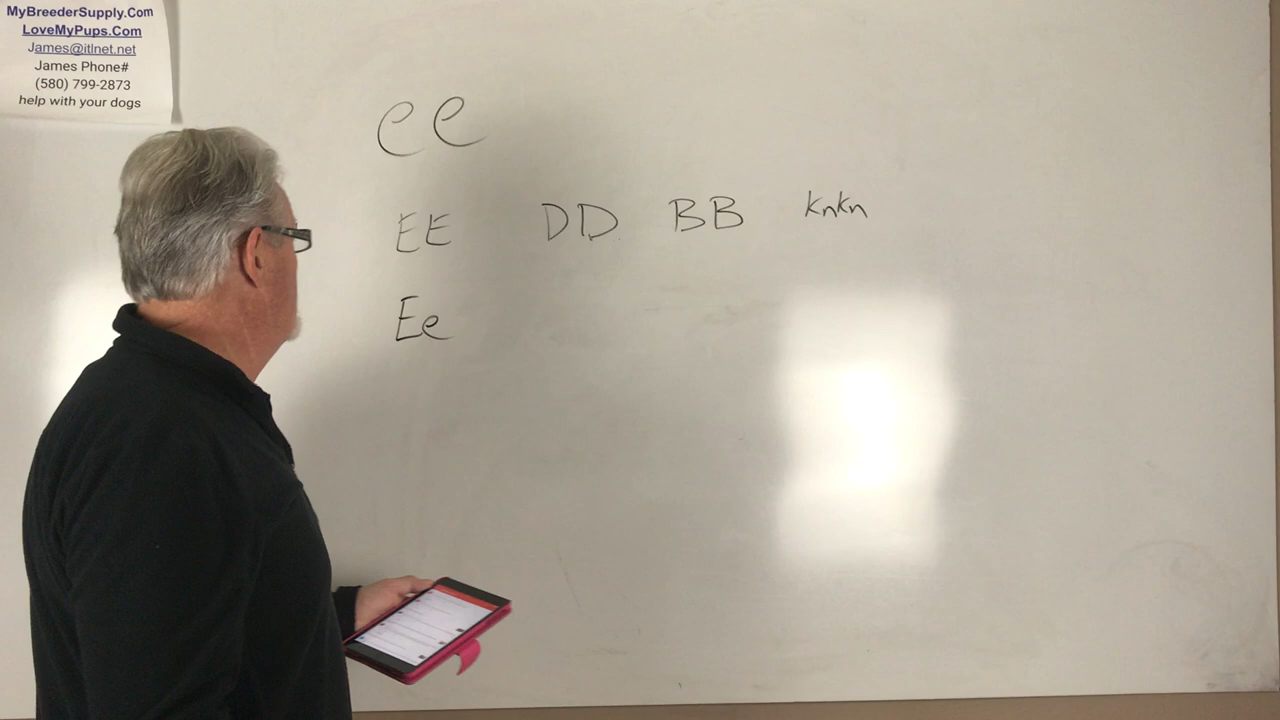 MyBreederSupply.Com
LoveMyPups.Com
James@itlnet.net
James Phone#
(580) 799-2873
help with your dogs
ee
EE DD BB knkn
Ee